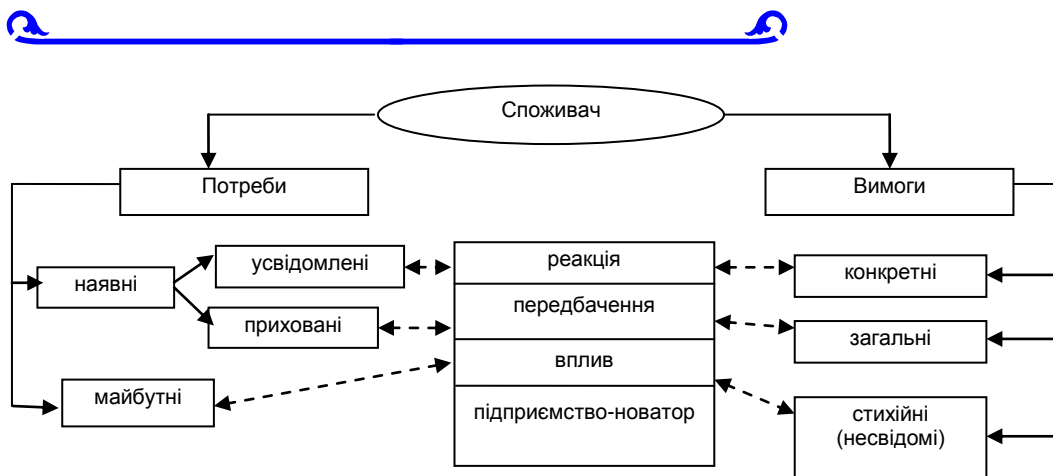 Споживач
Потреби
Вимоги
наявні
усвідомлені
приховані
майбутні
реакція
передбачення
вплив
підприємство-новатор
конкретні
загальні
стихійні
(несвідомі)